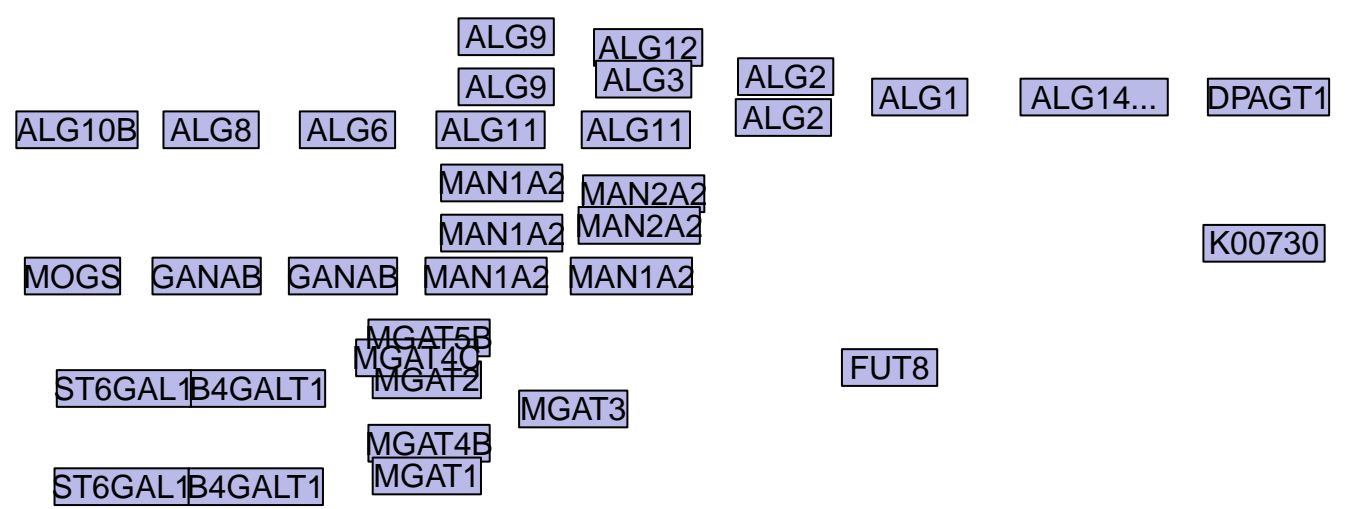 ALG9
ALG12
ALG9
ALG3
ALG2
ALG2
ALG1
ALG14...
DPAGT1
ALG10B
ALG8
ALG6
ALG11
ALG11
MAN1A2
MAN2A2
MAN1A2
MAN2A2
K00730
MOGS
GANAB
GANAB
MAN1A2
MAN1A2
MGAT5B
MGAT4C
MGAT2
FUT8
ST6GAL1
B4GALT1
MGAT3
MGAT4B
MGAT1
ST6GAL1
B4GALT1